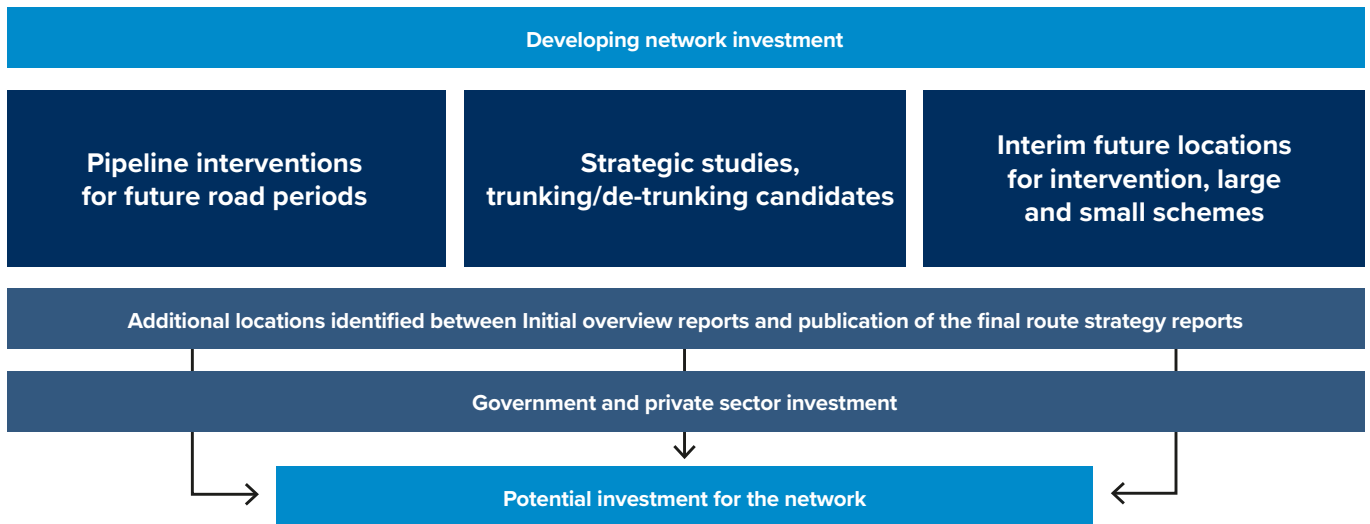 Developing network investment
Pipeline interventions
for future road periods
Strategic studies,
trunking/de-trunking candidates
Interim future locations
for intervention, large
and small schemes
Additional locations identified between Initial overview reports and publication of the final route strategy reports
Government and private sector investment
Potential investment for the network